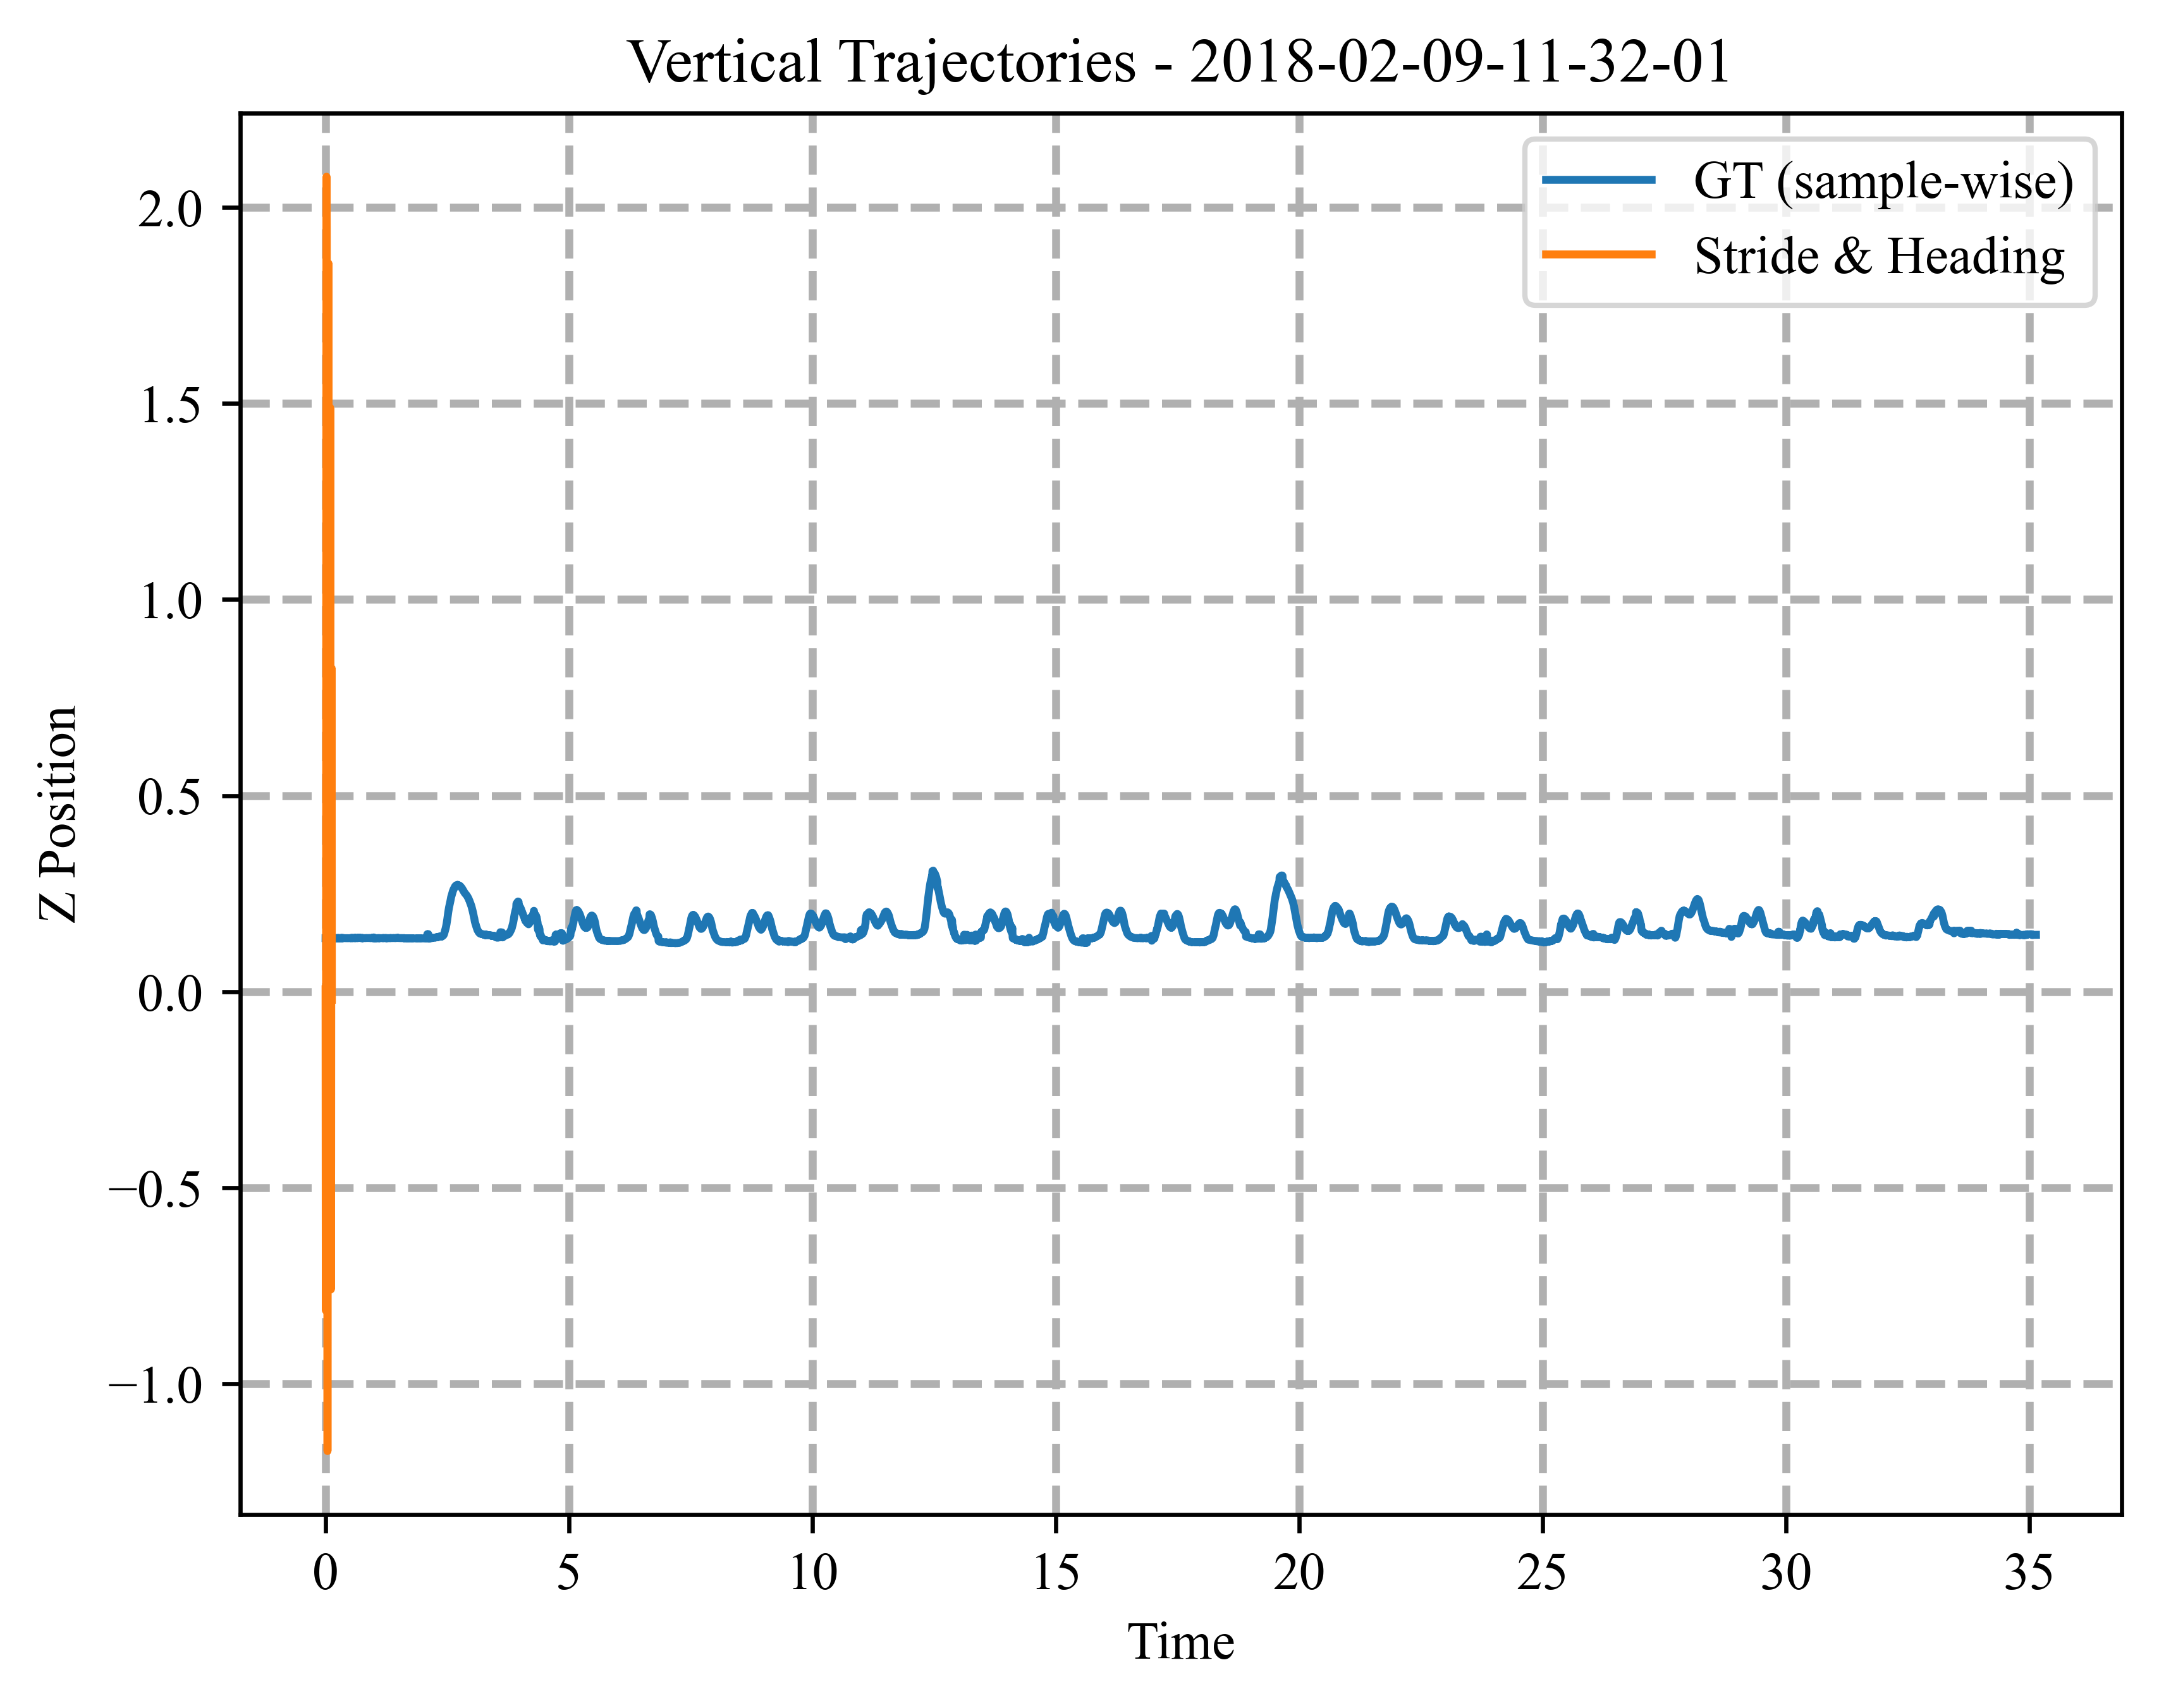 Vertical Trajectories - 2018-02-09-11-32-01
GT (sample-wise)
Stride & Heading
2.0
1.5
1.0
0.5
0.0
−0.5
−1.0
Z Position
0 5 10 15 20 25 30 35
Time